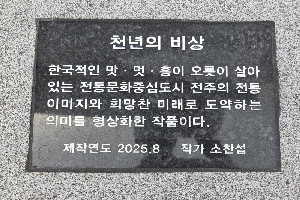 천년의 비상
한국적인 맛·멋·흥이 오롯이 살아
있는 전통문화중심도시 전주의 전통
이미지와 희망찬 미래로 도약하는
의미를 형상화한 작품이다.
제작연도 2025.8 작가 소찬섭